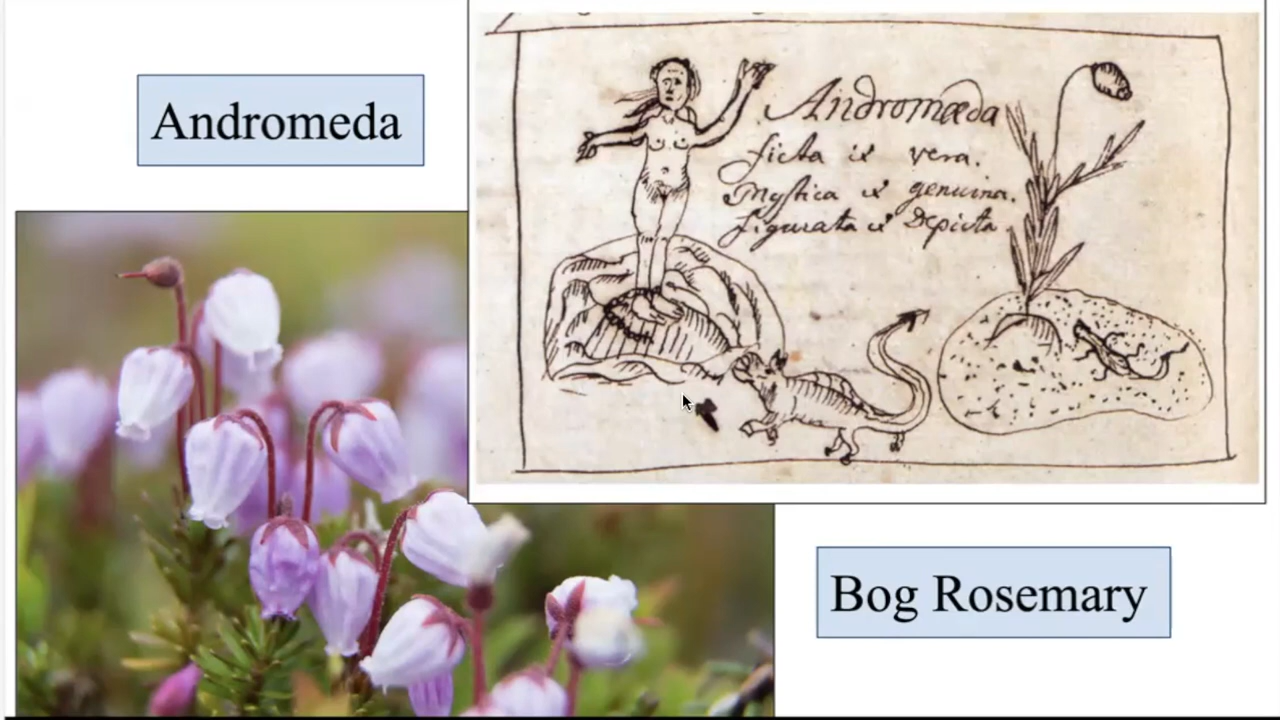 Andromeda
Andromæda
ficta et vera.
Mystica et genuina.
figurata et Depicta.
Bog Rosemary